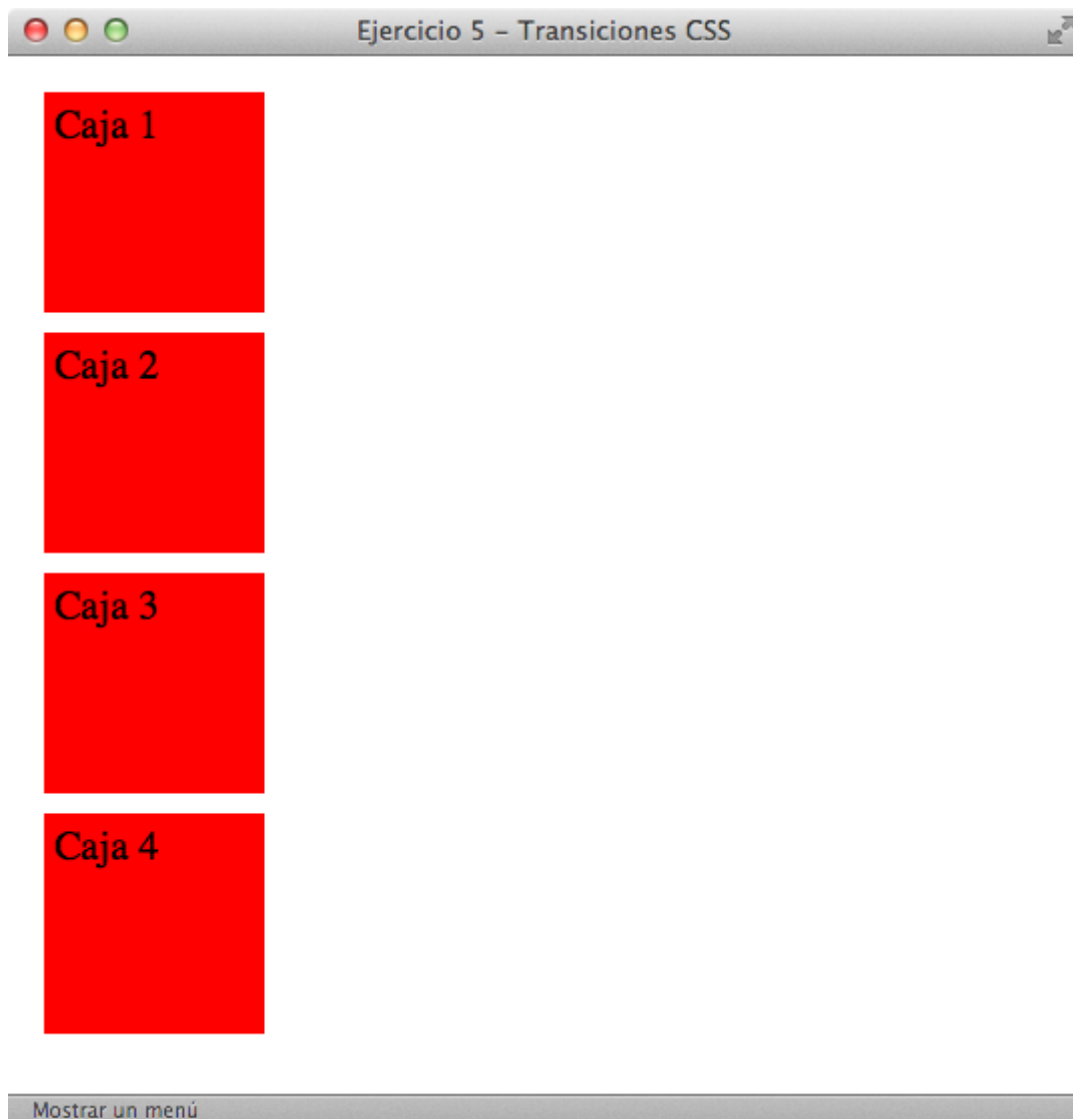 Ejercicio 5 – Transiciones CSS
Caja 1
Caja 2
Caja 3
Caja 4
Mostrar un menú